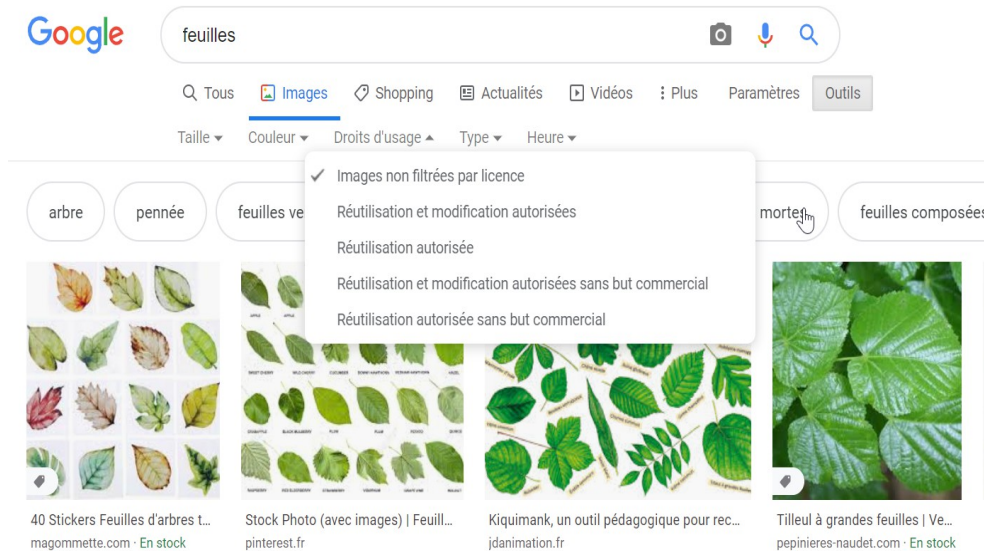 Google
feuilles
Tous Images Shopping Actualités Vidéos Plus Paramètres Outils
Taille Couleur Droits d'usage Type Heure
Images non filtrées par licence
Réutilisation et modification autorisées
Réutilisation autorisée
Réutilisation et modification autorisées sans but commercial
Réutilisation autorisée sans but commercial
arbre pennée feuilles ve mortes feuilles composées
40 Stickers Feuilles d'arbres t... Stock Photo (avec images) | Feuill... Kiquimank, un outil pédagogique pour rec... Tilleul à grandes feuilles | Ve...
magommette.com · En stock pinterest.fr jdanimation.fr pepinieres-naudet.com · En stock